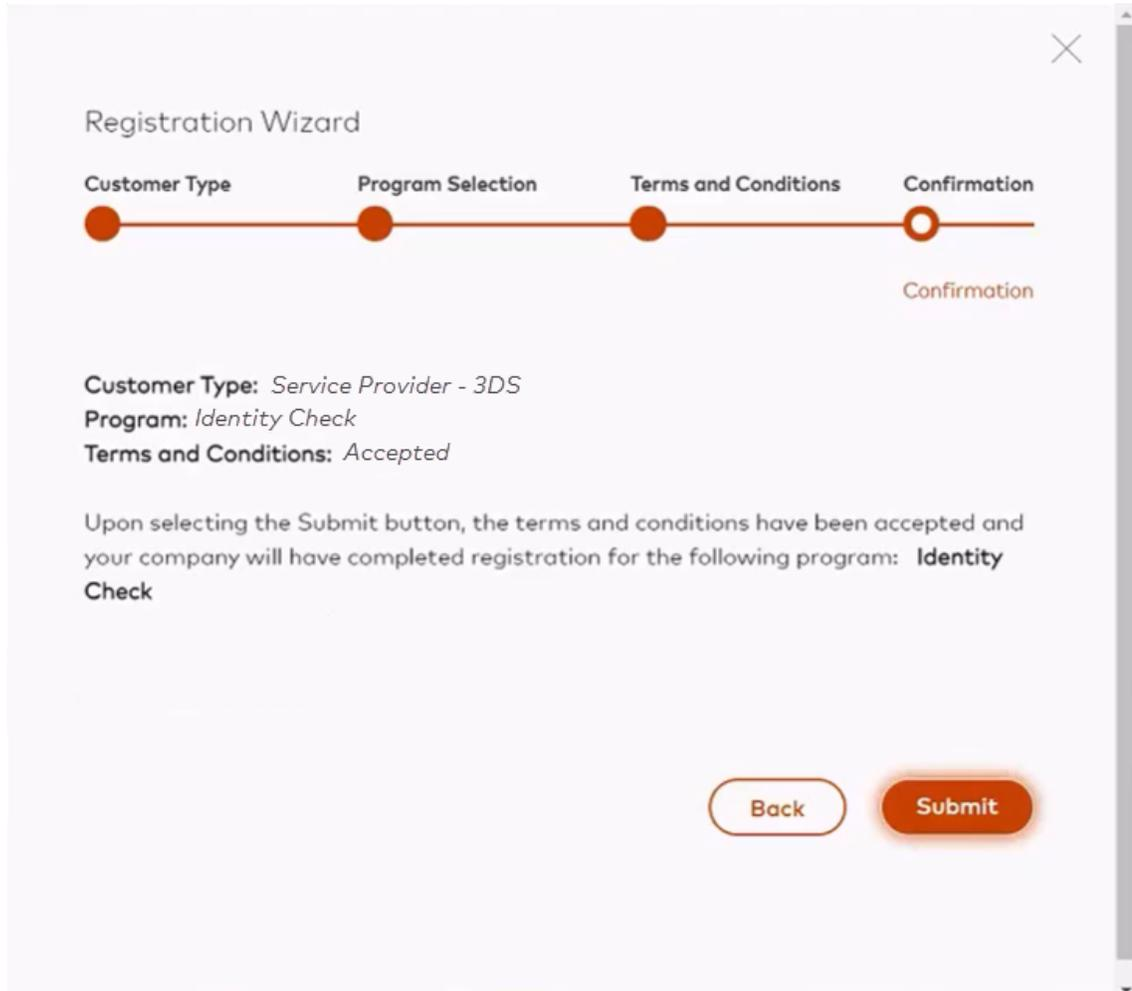 Registration Wizard
Customer Type Program Selection Terms and Conditions Confirmation
Confirmation
Customer Type: Service Provider - 3DS
Program: Identity Check
Terms and Conditions: Accepted
Upon selecting the Submit button, the terms and conditions have been accepted and
your company will have completed registration for the following program: Identity
Check
Back Submit